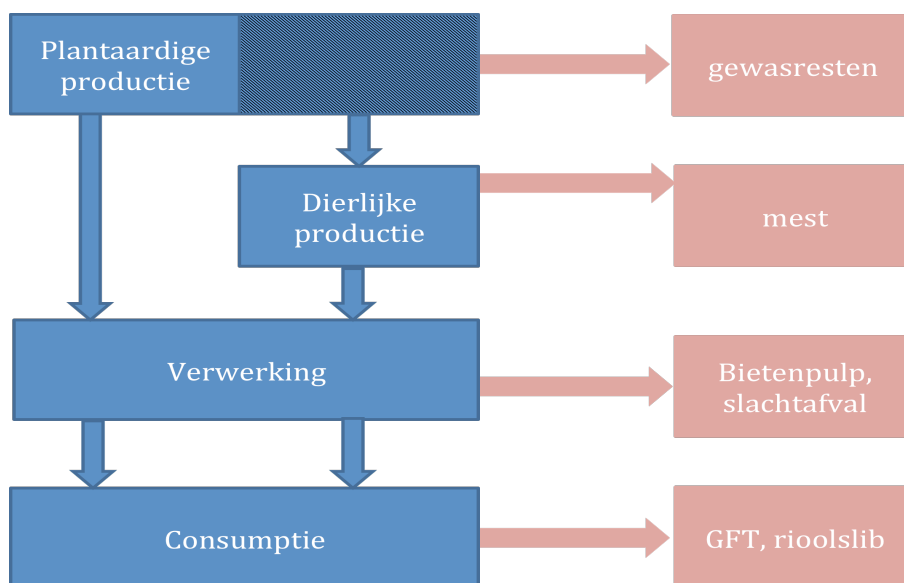 Plantaardige
productie
gewasresten
Dierlijke
productie
mest
Verwerking
Bietenpulp,
slachtafval
Consumptie
GFT, rioolslib